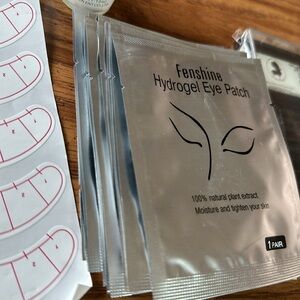 Fenshine
Hydrogel Eye Patch
100% natural plant extract
Moisture and tighten your skin
1 PAIR